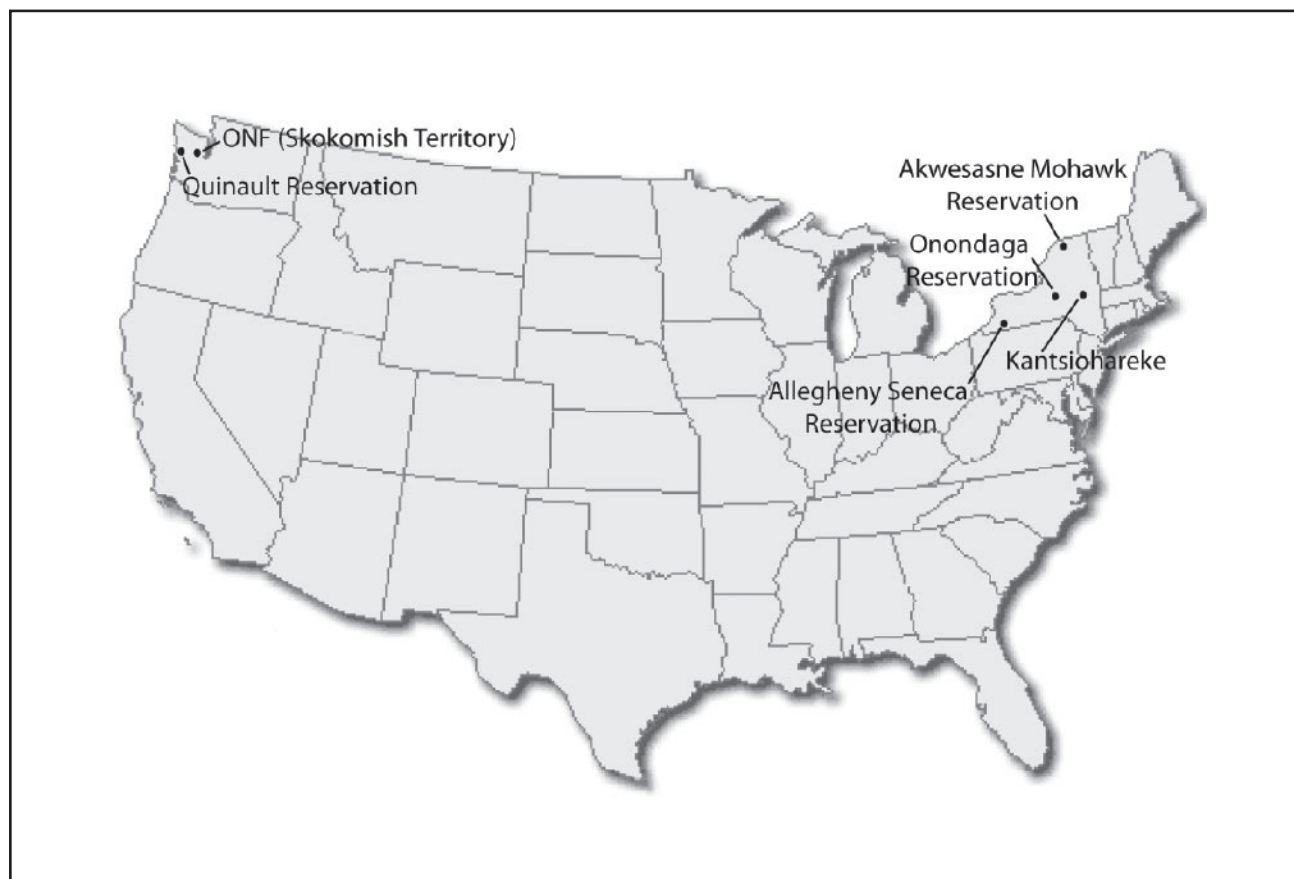 ONF (Skokomish Territory)
Quinault Reservation
Akwesasne Mohawk
Reservation
Onondaga
Reservation
Kantsiohareke
Allegheny Seneca
Reservation